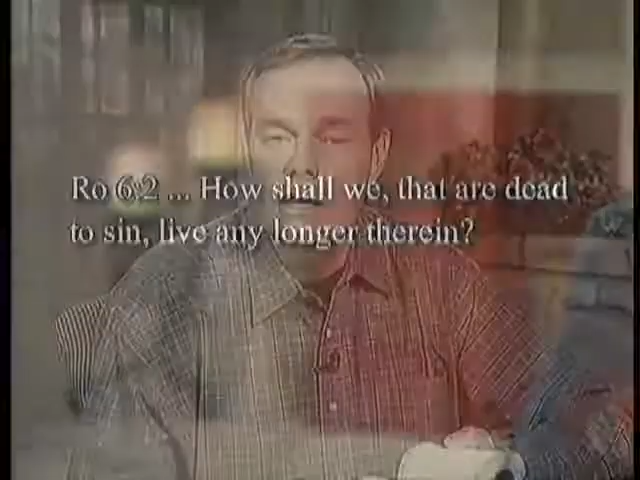 Ro 6:2 ... How shall we, that are dead
to sin, live any longer therein?